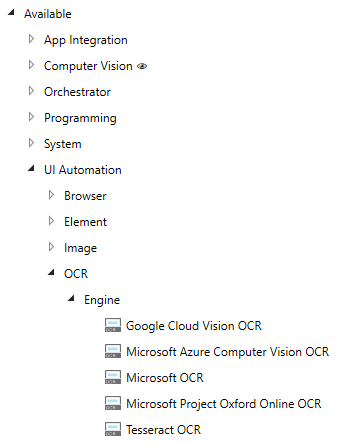 Available
App Integration
Computer Vision
Orchestrator
Programming
System
UI Automation
Browser
Element
Image
OCR
Engine
Google Cloud Vision OCR
Microsoft Azure Computer Vision OCR
Microsoft OCR
Microsoft Project Oxford Online OCR
Tesseract OCR